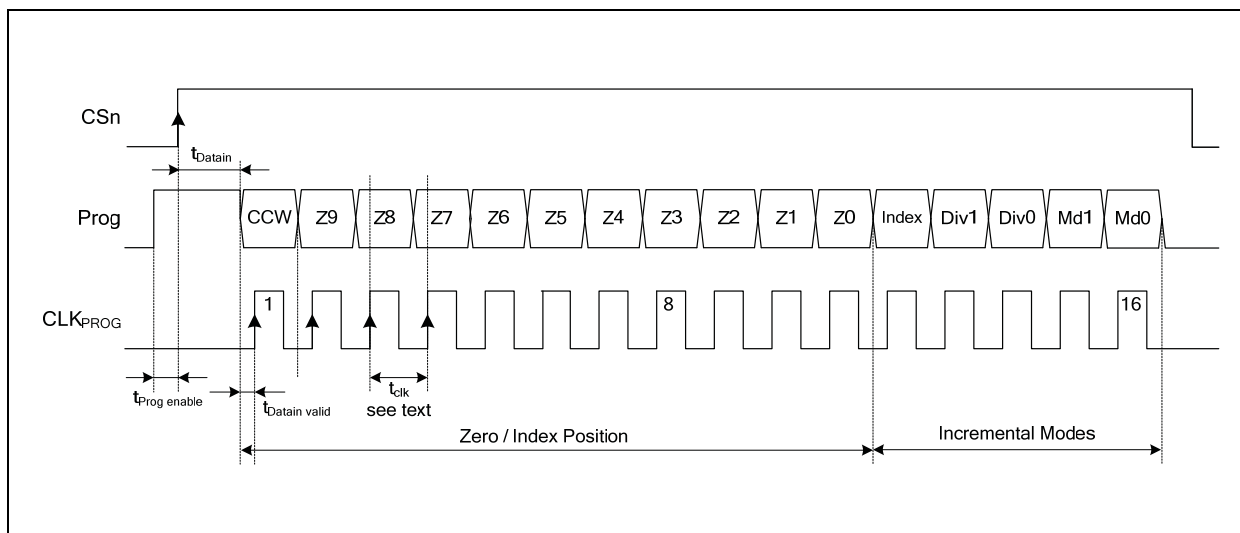 CSn
tDatain
Prog
CCW Z9 Z8 Z7 Z6 Z5 Z4 Z3 Z2 Z1 Z0 Index Div1 Div0 Md1 Md0
CLKPROG
1 8 16
tProg enable
tDatain valid
tclk
see text
Zero / Index Position
Incremental Modes